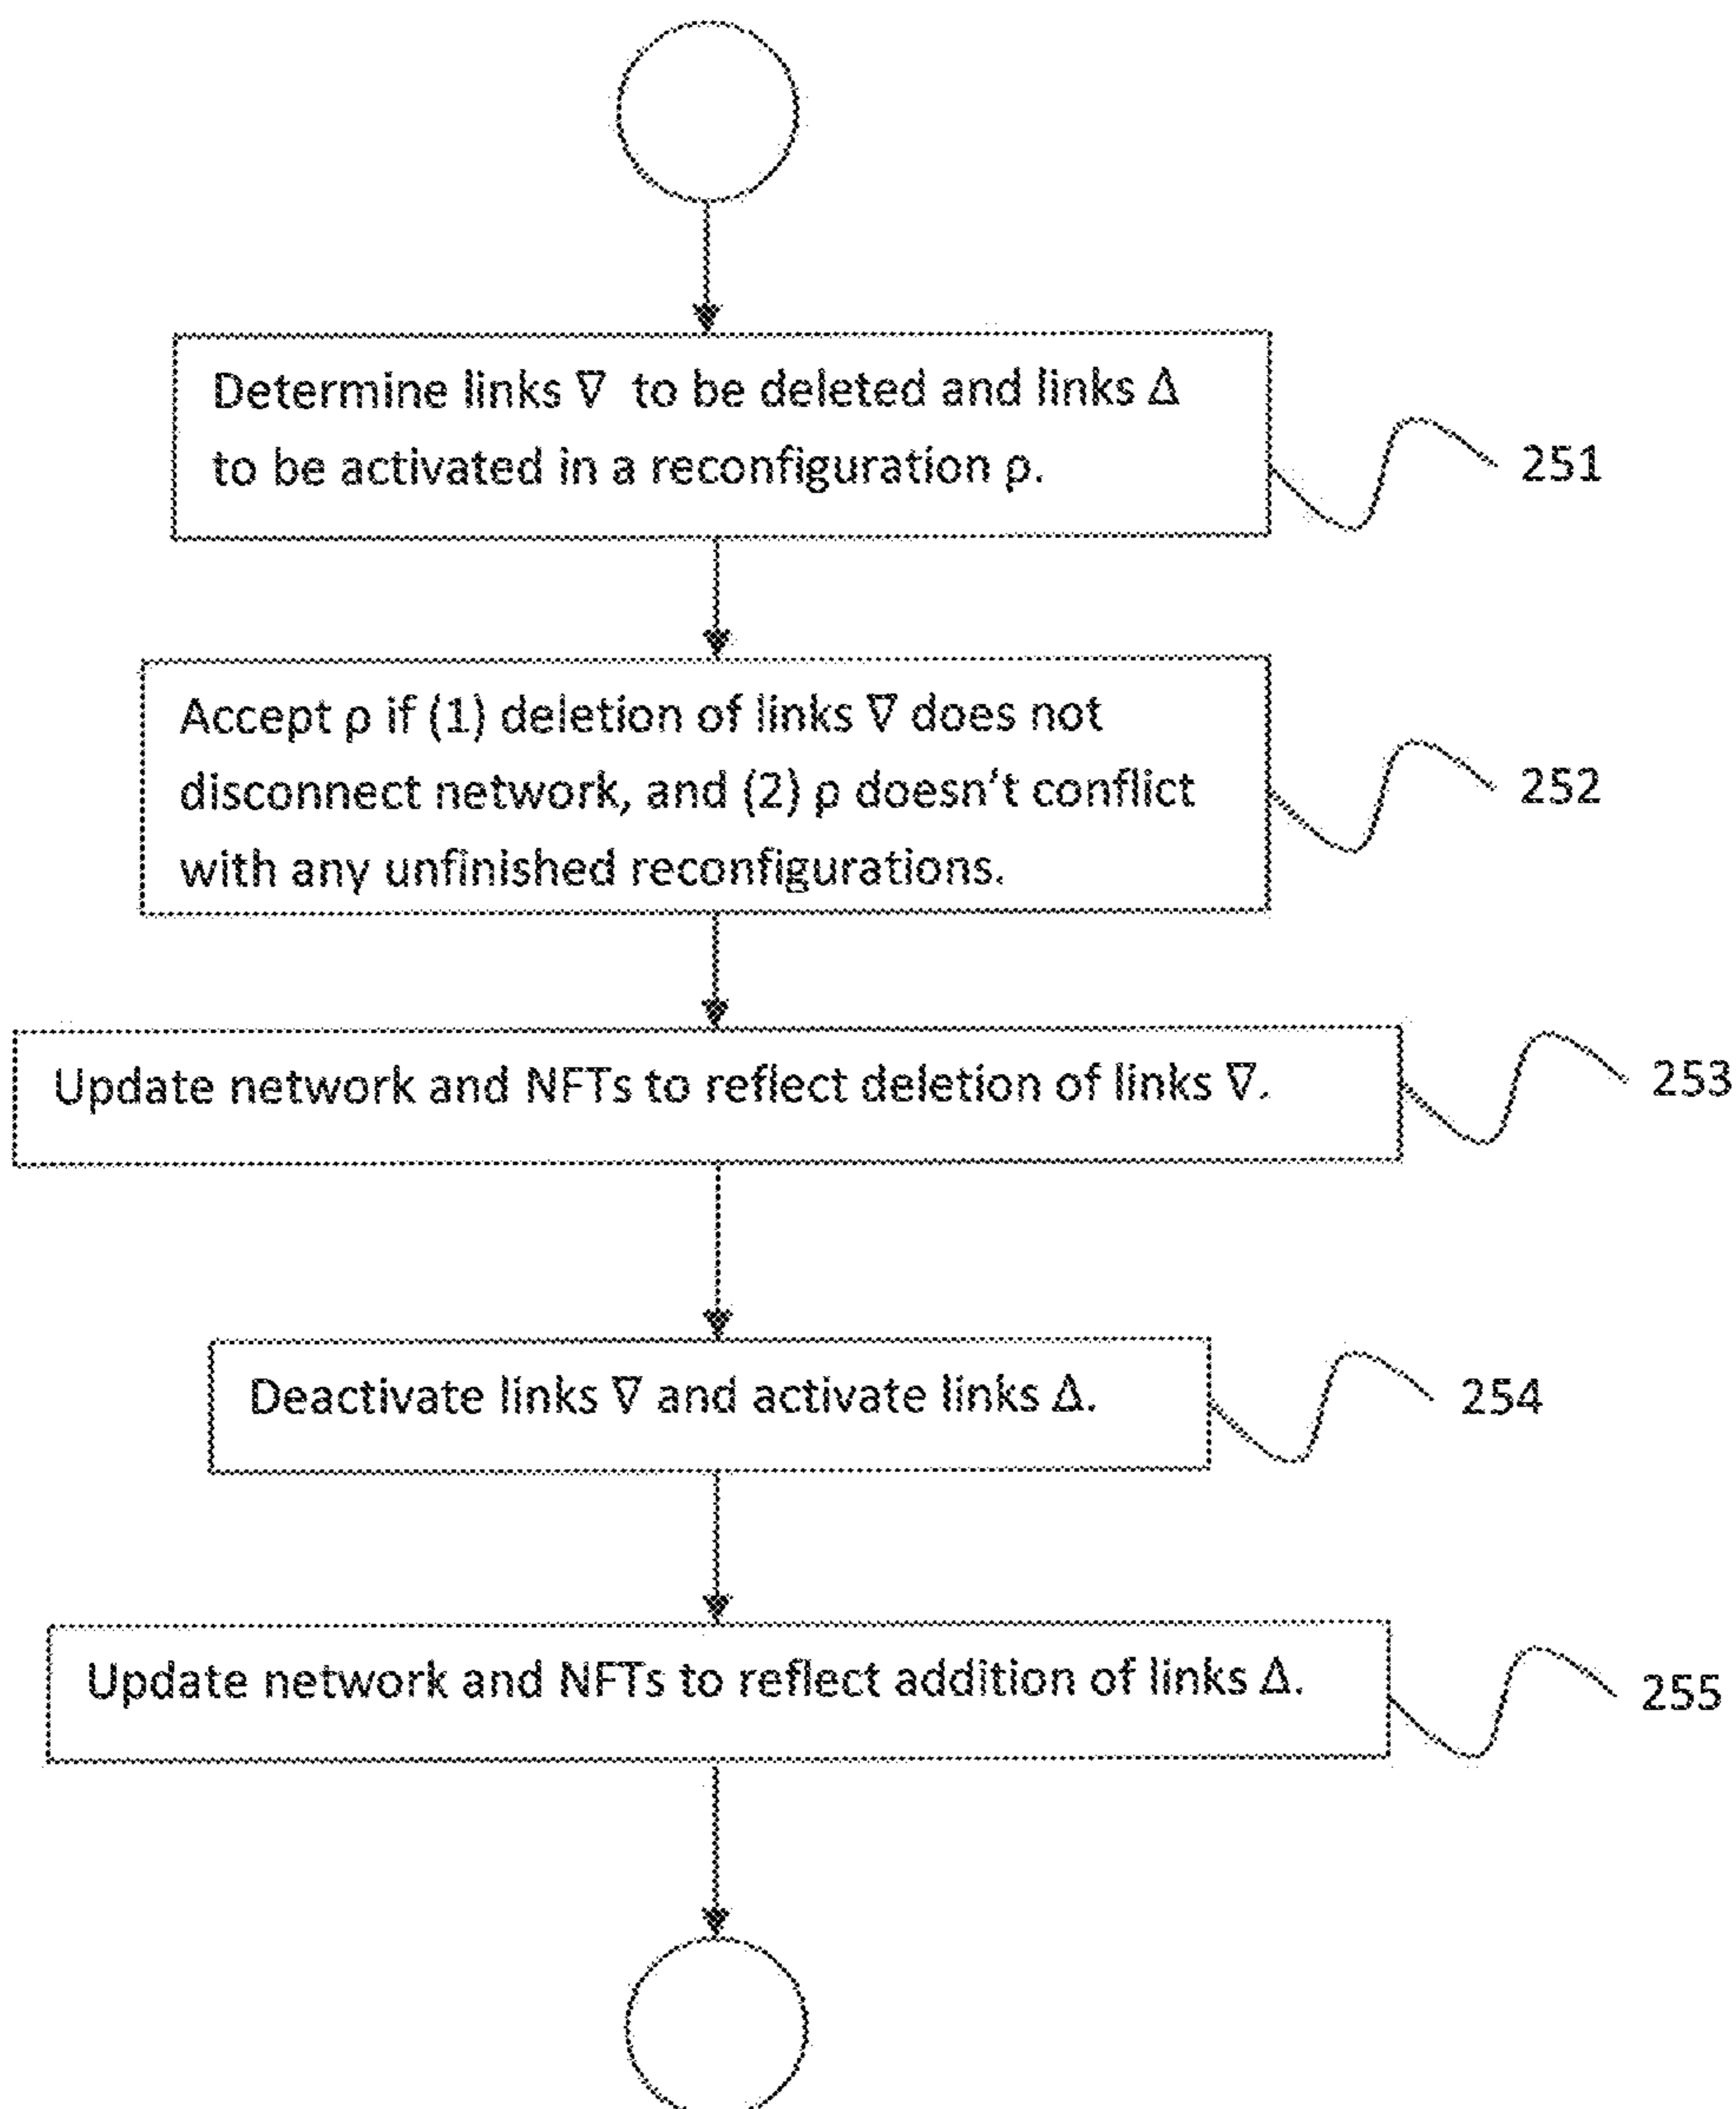 Determine links ∇ to be deleted and links Δ
to be activated in a reconfiguration ρ.
251
Accept ρ if (1) deletion of links ∇ does not
disconnect network, and (2) ρ doesn't conflict
with any unfinished reconfigurations.
252
Update network and NFTs to reflect deletion of links ∇.
253
Deactivate links ∇ and activate links Δ.
254
Update network and NFTs to reflect addition of links Δ.
255